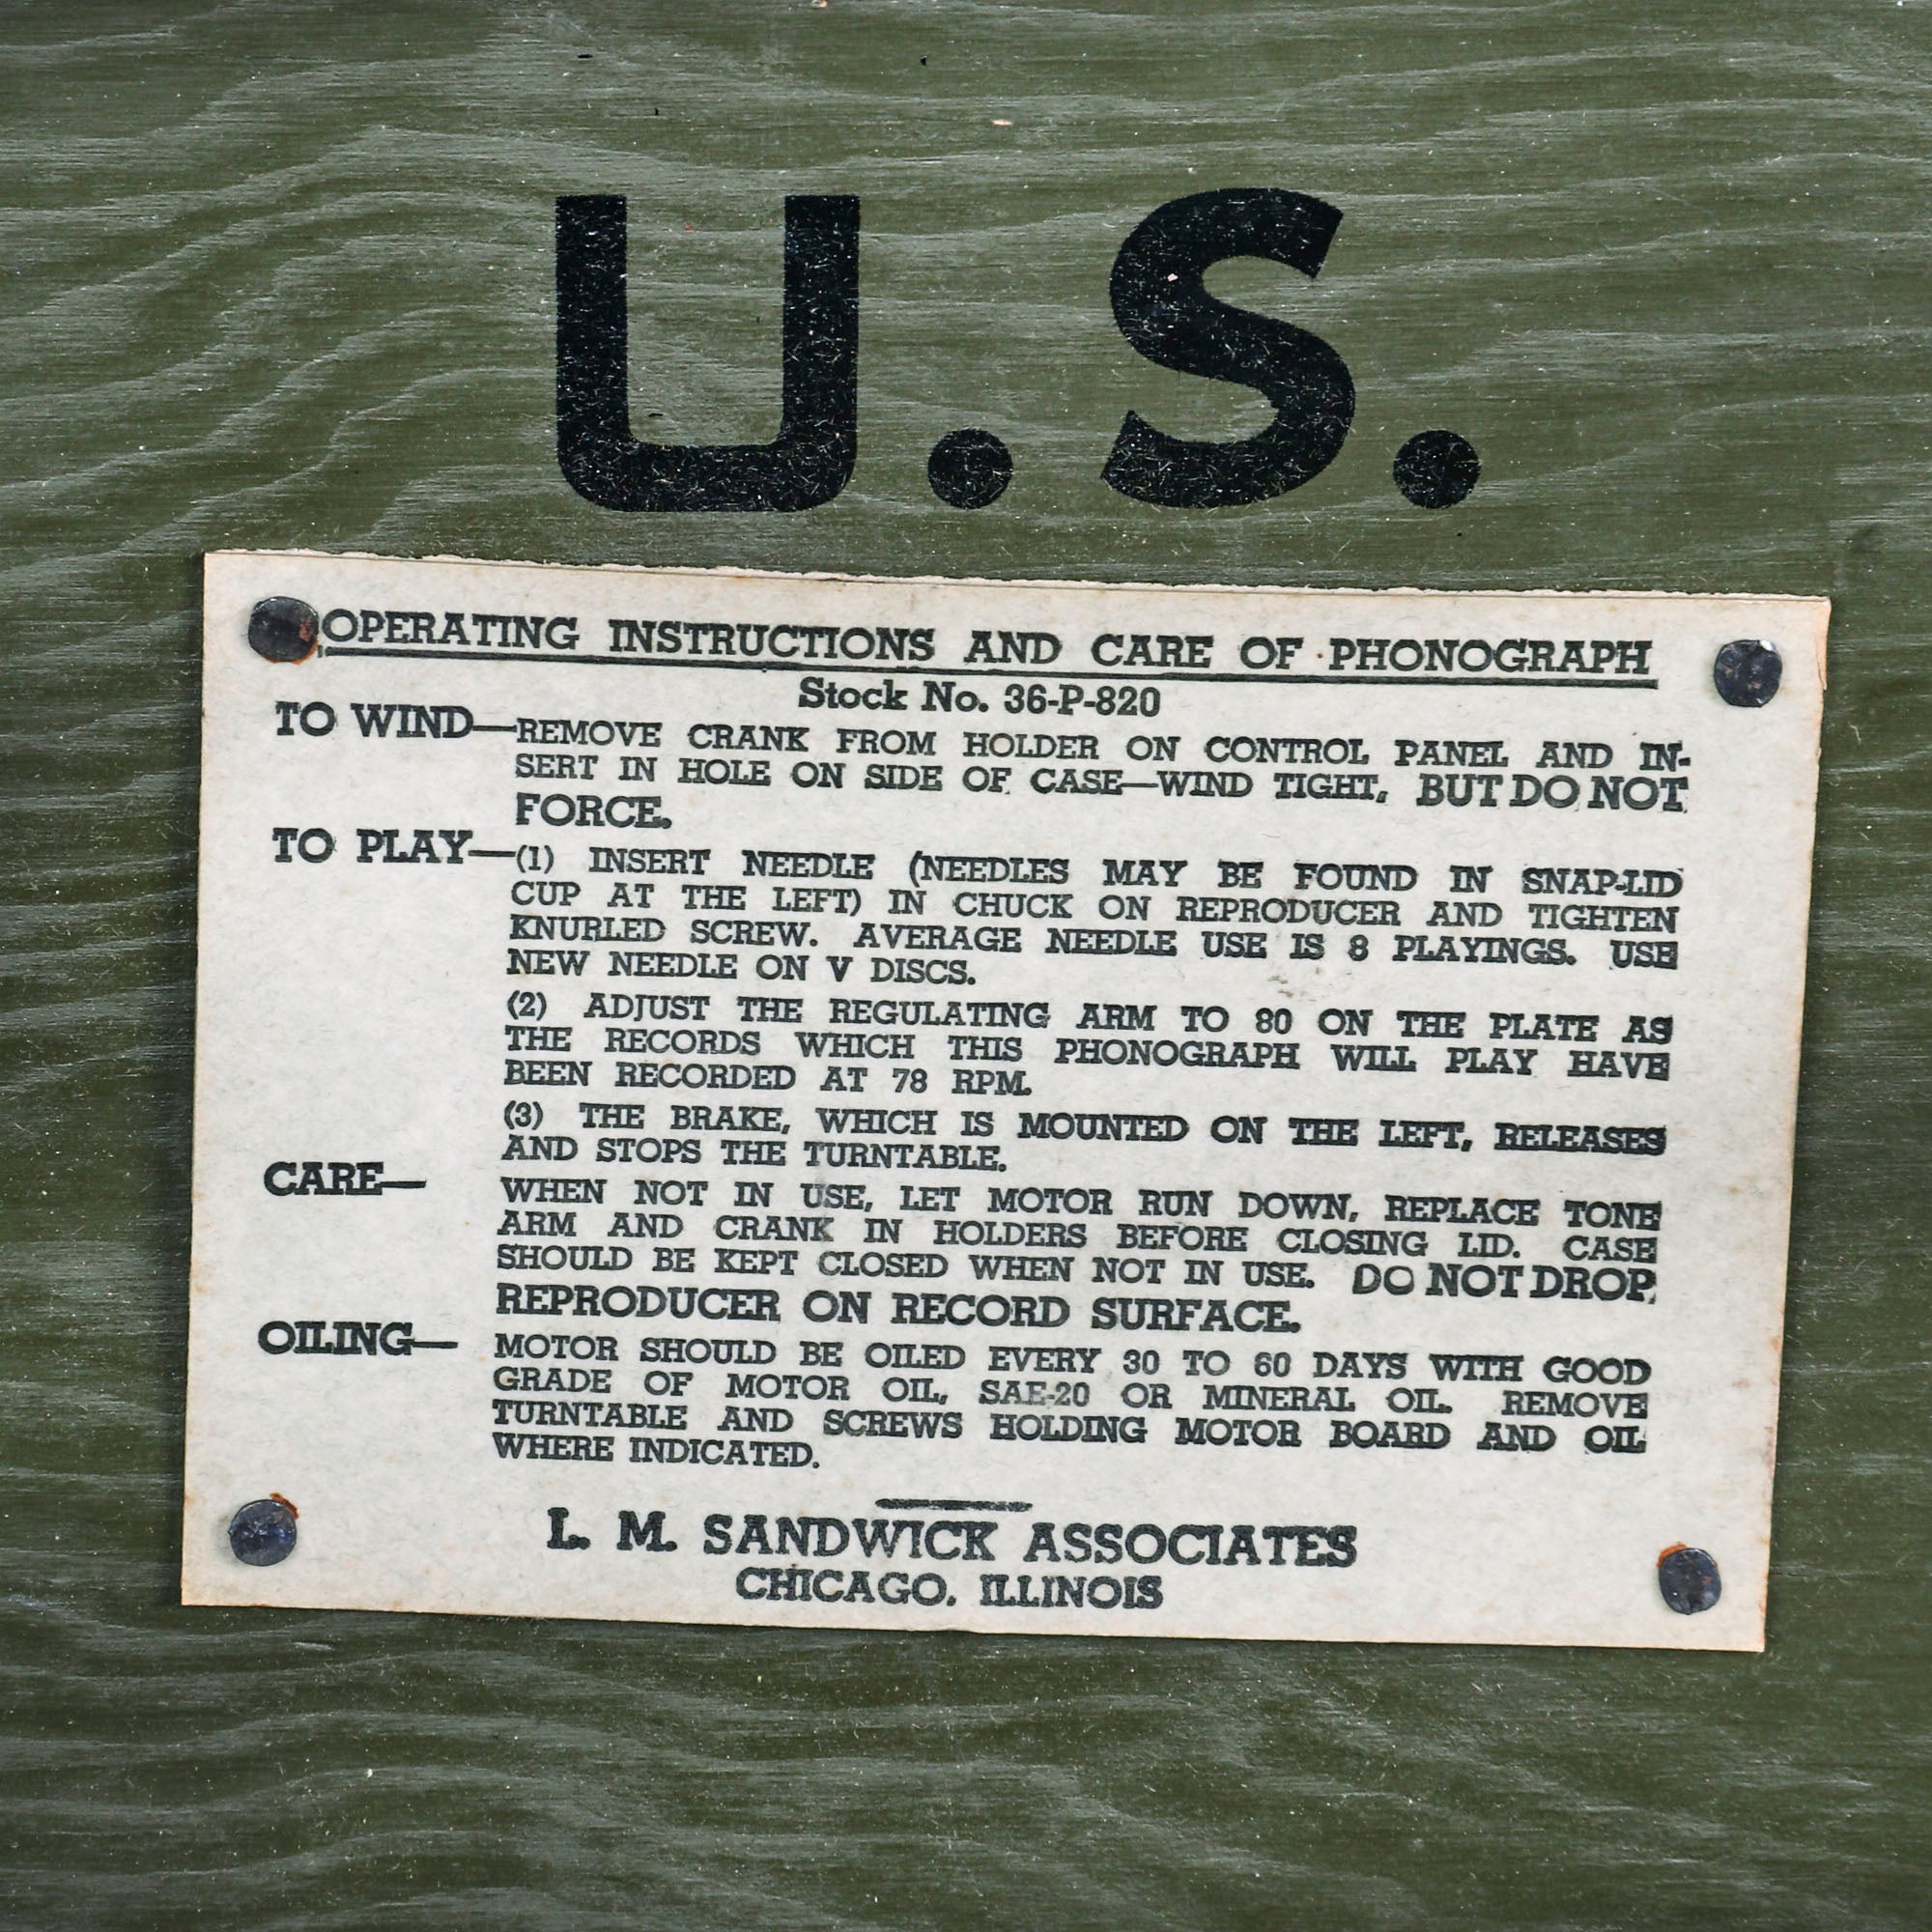 U.S.
OPERATING INSTRUCTIONS AND CARE OF PHONOGRAPH
Stock No. 36-P-820
TO WIND—REMOVE CRANK FROM HOLDER ON CONTROL PANEL AND IN-
SERT IN HOLE ON SIDE OF CASE—WIND TIGHT, BUT DO NOT
FORCE.
TO PLAY—(1) INSERT NEEDLE (NEEDLES MAY BE FOUND IN SNAP-LID
CUP AT THE LEFT) IN CHUCK ON REPRODUCER AND TIGHTEN
KNURLED SCREW. AVERAGE NEEDLE USE IS 8 PLAYINGS. USE
NEW NEEDLE ON V DISCS.
(2) ADJUST THE REGULATING ARM TO 80 ON THE PLATE AS
THE RECORDS WHICH THIS PHONOGRAPH WILL PLAY HAVE
BEEN RECORDED AT 78 RPM.
(3) THE BRAKE, WHICH IS MOUNTED ON THE LEFT, RELEASES
AND STOPS THE TURNTABLE.
CARE— WHEN NOT IN USE, LET MOTOR RUN DOWN, REPLACE TONE
ARM AND CRANK IN HOLDERS BEFORE CLOSING LID. CASE
SHOULD BE KEPT CLOSED WHEN NOT IN USE. DO NOT DROP
REPRODUCER ON RECORD SURFACE.
OILING— MOTOR SHOULD BE OILED EVERY 30 TO 60 DAYS WITH GOOD
GRADE OF MOTOR OIL, SAE-20 OR MINERAL OIL. REMOVE
TURNTABLE AND SCREWS HOLDING MOTOR BOARD AND OIL
WHERE INDICATED.
L. M. SANDWICK ASSOCIATES
CHICAGO, ILLINOIS